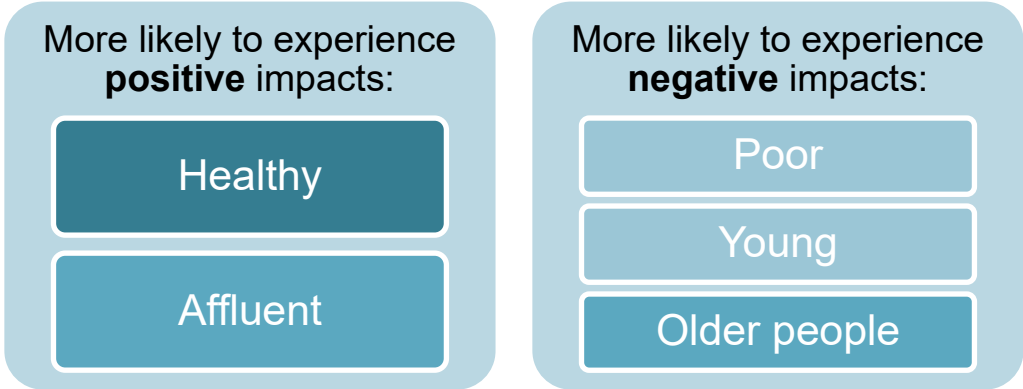 More likely to experience
positive impacts:
Healthy
Affluent
More likely to experience
negative impacts:
Poor
Young
Older people